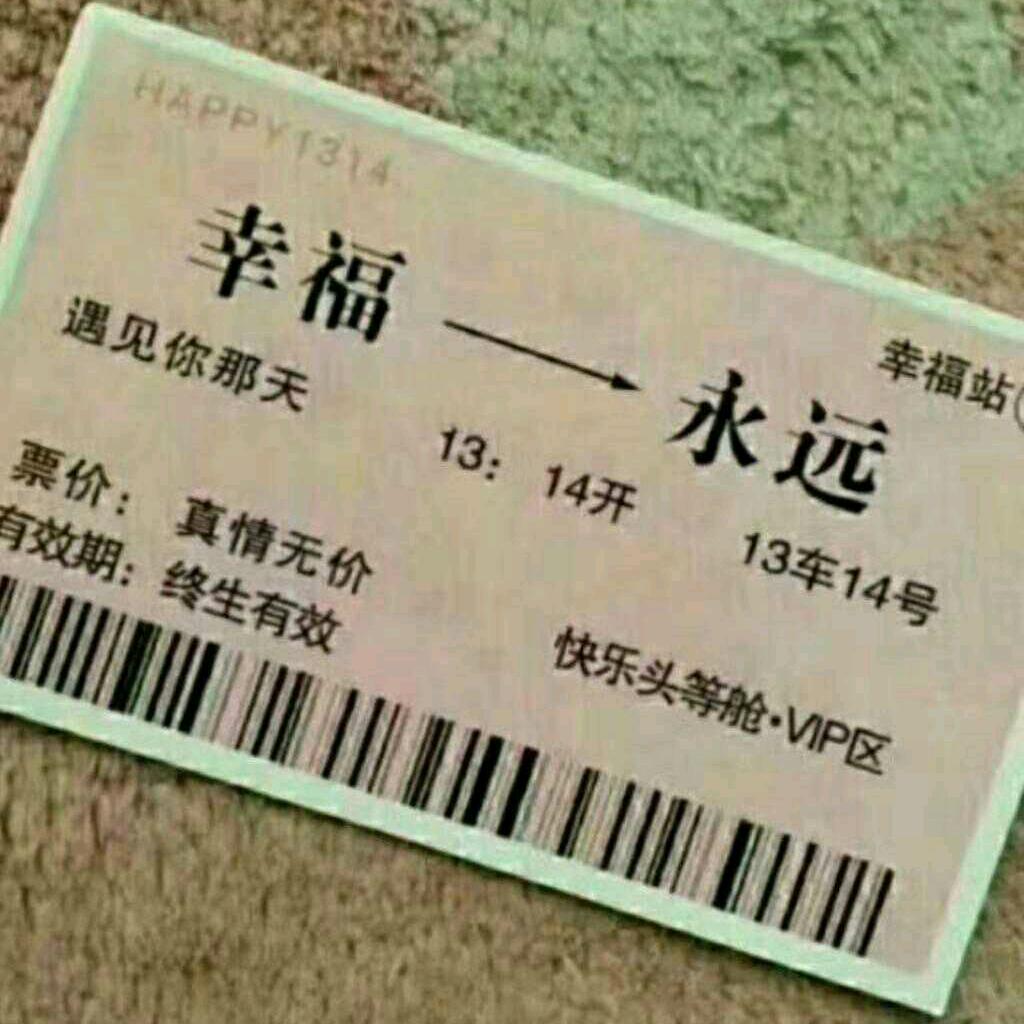 HAPPY1314
幸福站
幸福 → 永远
遇见你那天
13: 14开
13车14号
票价: 真情无价
有效期: 终生有效
快乐头等舱·VIP区